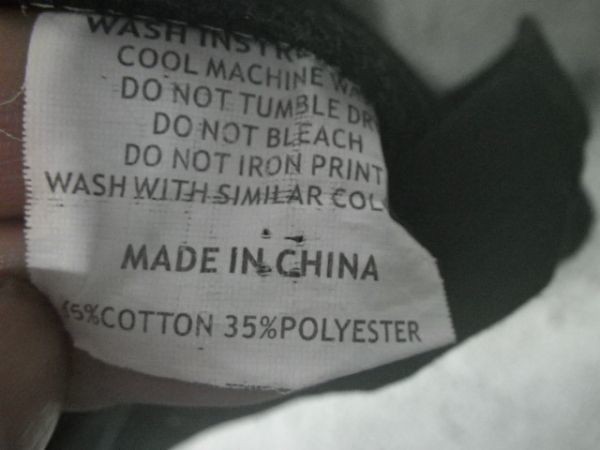 WASH
COOL MACHINE
DO NOT TUMBLE
DO NOT BLEACH
DO NOT IRON PRINT
WASH WITH SIMILAR
MADE IN CHINA
COTTON 35%POLYESTER